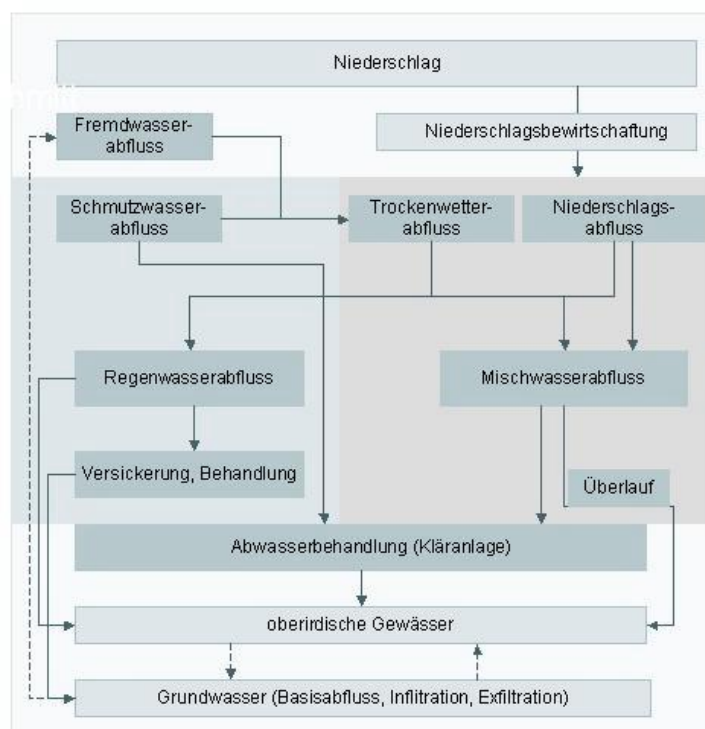 Niederschlag
Fremdwasser-
abfluss
Niederschlagsbewirtschaftung
Schmutzwasser-
abfluss
Trockenwetter-
abfluss
Niederschlags-
abfluss
Regenwasserabfluss
Mischwasserabfluss
Versickerung, Behandlung
Überlauf
Abwasserbehandlung (Kläranlage)
oberirdische Gewässer
Grundwasser (Basisabfluss, Inflitration, Exfiltration)